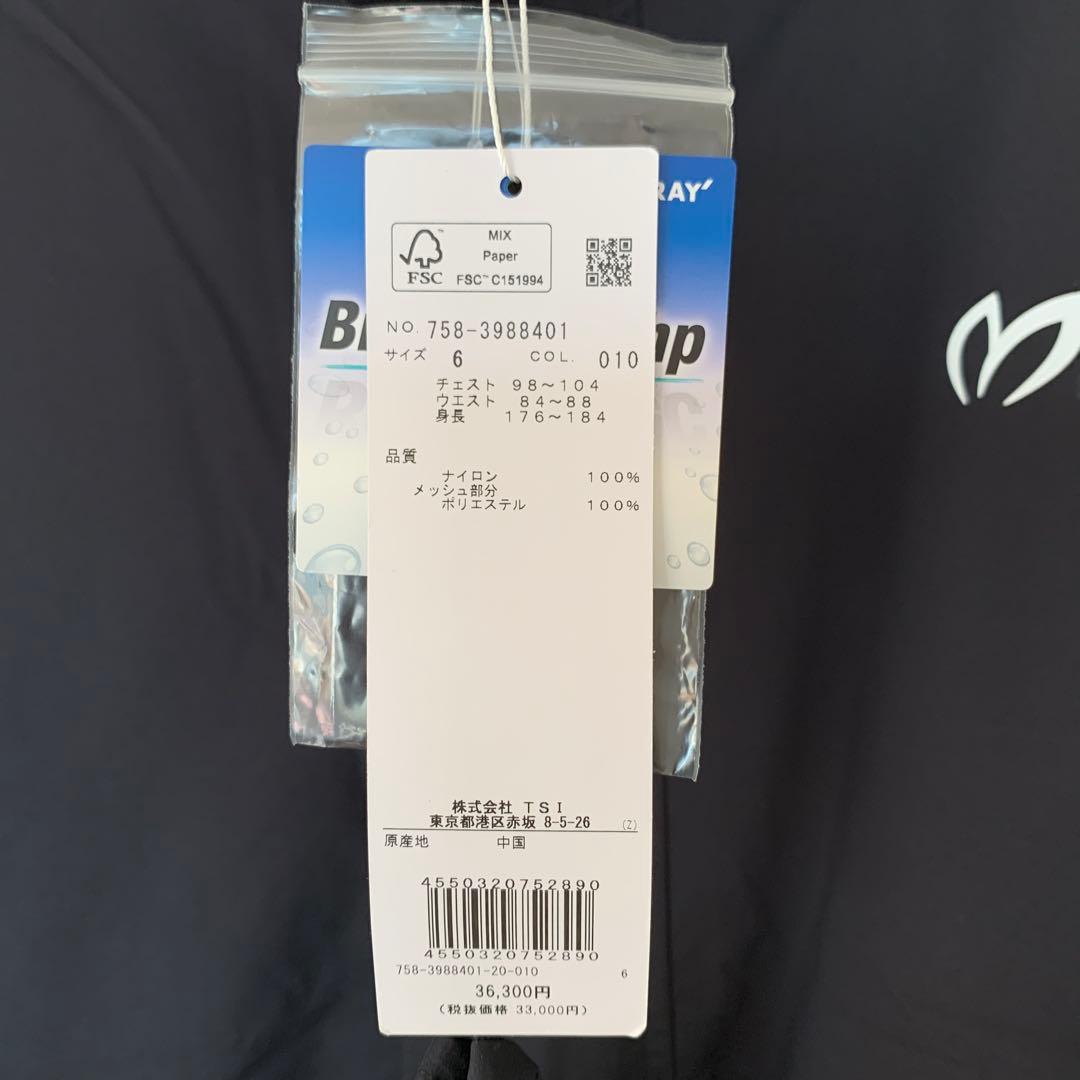 RAY
MIX
Paper
FSC
FSC™ C151994
NO. 758-3988401
サイズ 6 COL. 010
チェスト 98～104
ウエスト 84～88
身長 176～184
品質
ナイロン 100%
メッシュ部分
ポリエステル 100%
株式会社 TSI
東京都港区赤坂 8-5-26 (Z)
原産地 中国
4550320752890
4550320752890
758-3988401-20-010 6
36,300円
(税抜価格 33,000円)